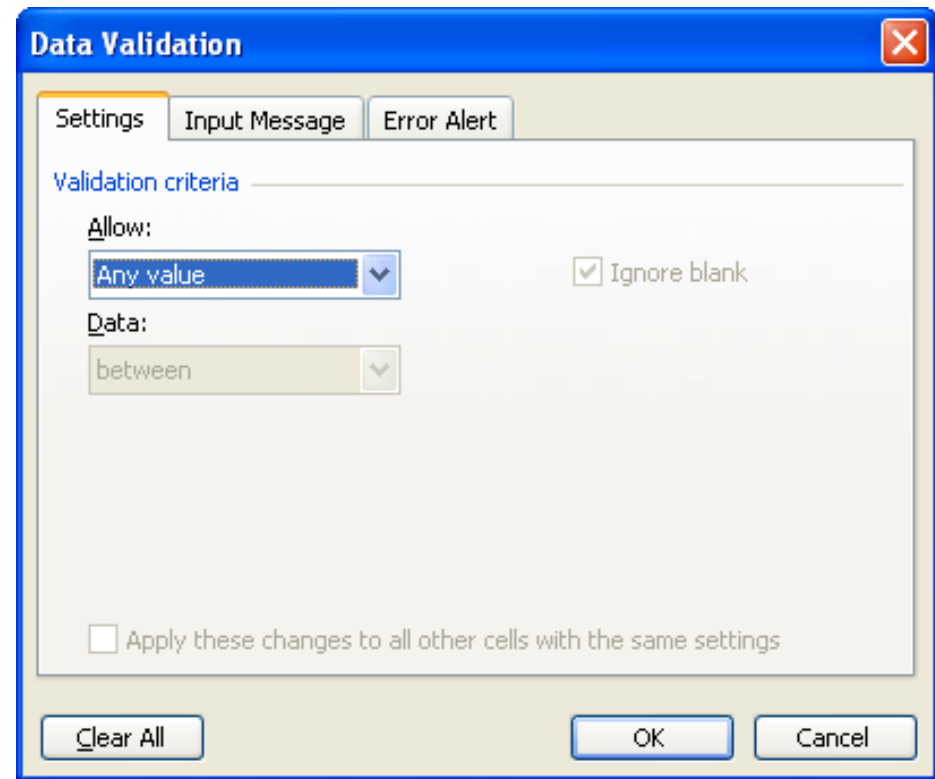 Data Validation
Settings Input Message Error Alert
Validation criteria
Allow:
Any value Ignore blank
Data:
between
Apply these changes to all other cells with the same settings
Clear All OK Cancel